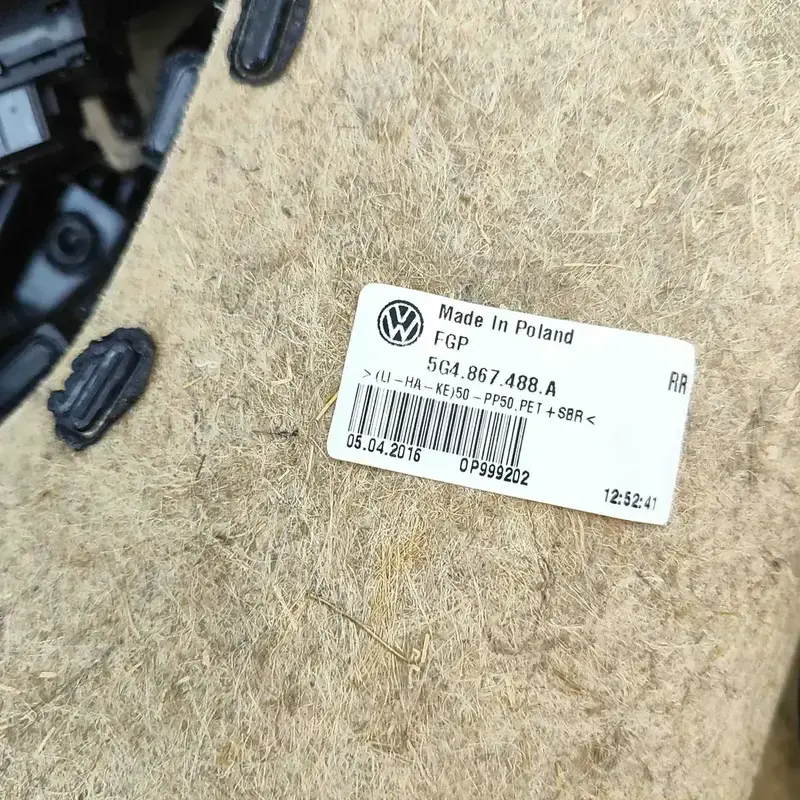 Made In Poland
FGP
5G4.867.488.A
RR
>(LI-HA-KE)50-PP50.PET+SBR<
05.04.2016 0P999202
12:52:41